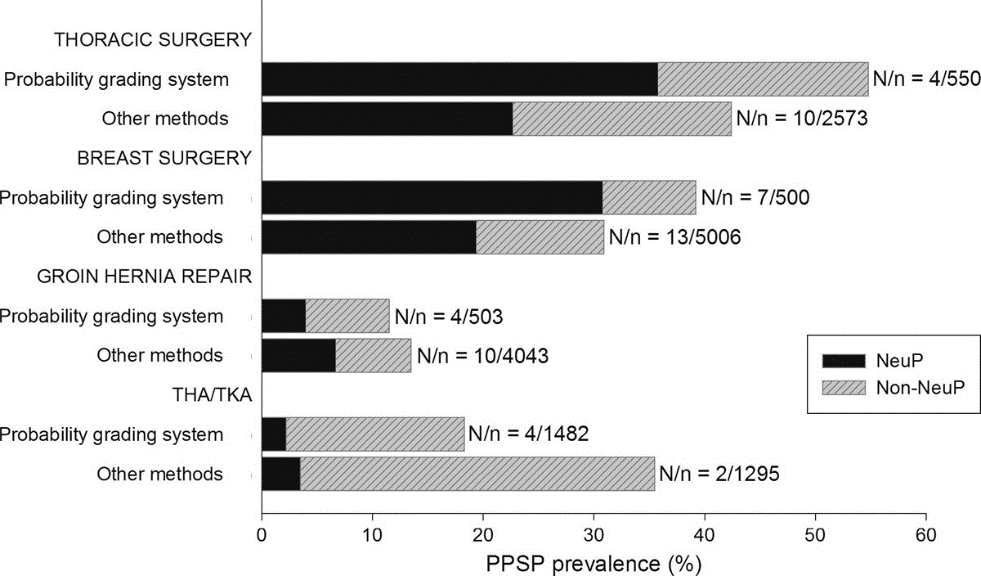 THORACIC SURGERY
Probability grading system
N/n = 4/550
Other methods
N/n = 10/2573
BREAST SURGERY
Probability grading system
N/n = 7/500
Other methods
N/n = 13/5006
GROIN HERNIA REPAIR
Probability grading system
N/n = 4/503
Other methods
N/n = 10/4043
THA/TKA
Probability grading system
N/n = 4/1482
Other methods
N/n = 2/1295
NeuP
Non-NeuP
0 10 20 30 40 50 60
PPSP prevalence (%)